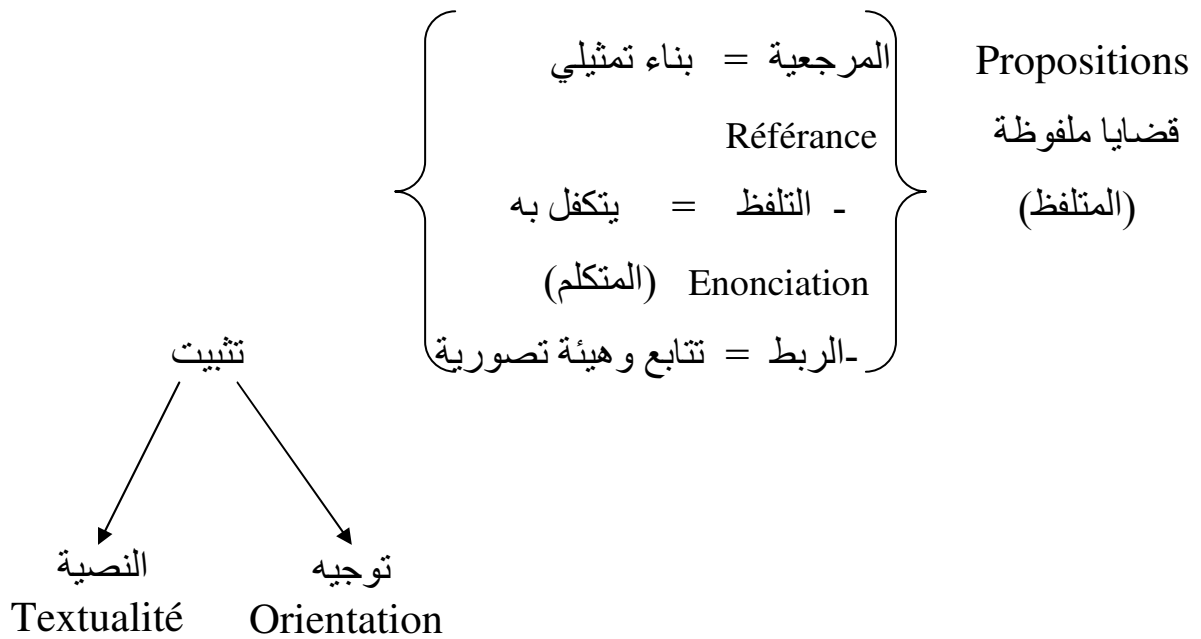 Propositions
قضايا ملفوظة
(المتلفظ)
المرجعية = بناء تمثيلي
Référance
- التلفظ = يتكفل به
Enonciation (المتكلم)
-الربط = تتابع وهيئة تصورية
تثبيت
توجيه
Orientation
النصية
Textualité